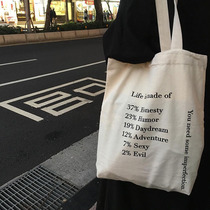 Life is made of
37% Honesty
23% Humor
19% Daydream
12% Adventure
7% Sexy
2% Evil
You need some imperfection